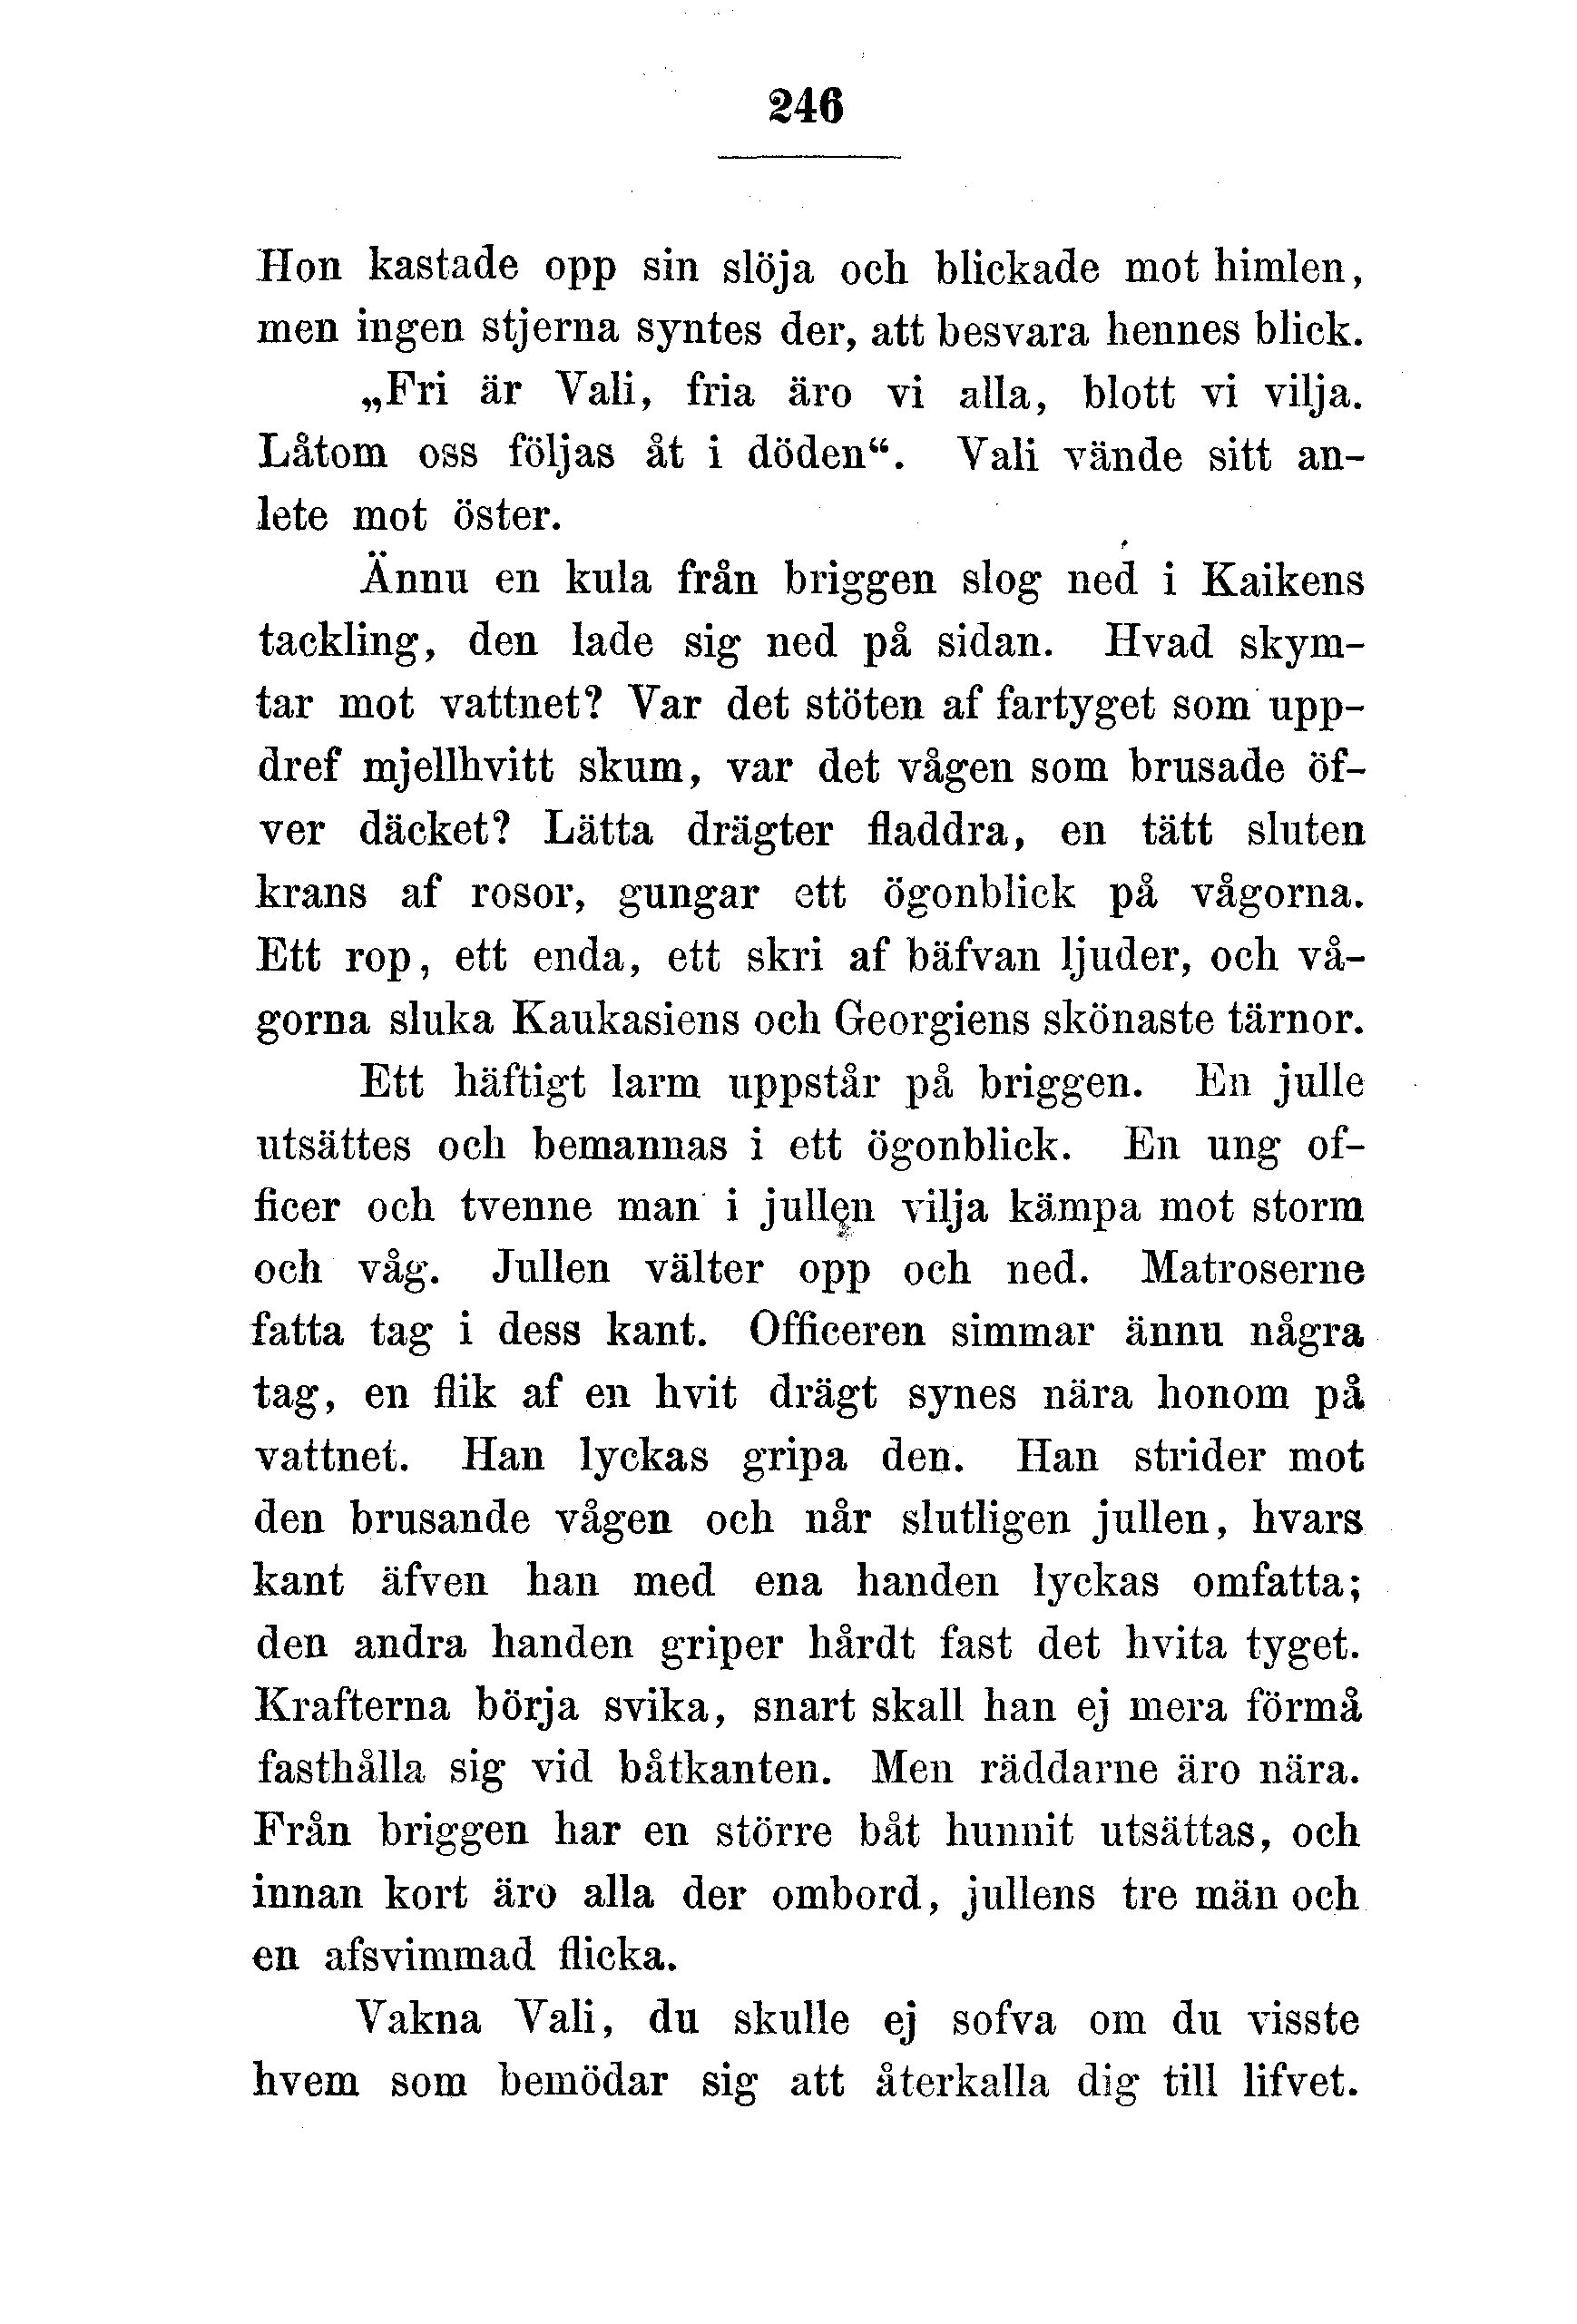 246
Hon kastade opp sin slöja och blickade mot himlen,
men ingen stjerna syntes der, att besvara hennes blick.
„Fri är Vali, fria äro vi alla, blott vi vilja.
Låtom oss följas åt i döden“. Vali vände sitt an-
lete mot öster.
Ännu en kula från briggen slog ned i Kaikens
tackling, den lade sig ned på sidan. Hvad skym-
tar mot vattnet? Var det stöten af fartyget som upp-
dref mjellhvitt skum, var det vågen som brusade öf-
ver däcket? Lätta drägter fladdra, en tätt sluten
krans af rosor, gungar ett ögonblick på vågorna.
Ett rop, ett enda, ett skri af bäfvan ljuder, och vå-
gorna sluka Kaukasiens och Georgiens skönaste tärnor.
Ett häftigt larm uppstår på briggen. En julle
utsättes och bemannas i ett ögonblick. En ung of-
ficer och tvenne man i jullen vilja kämpa mot storm
och våg. Jullen välter opp och ned. Matroserne
fatta tag i dess kant. Officeren simmar ännu några
tag, en flik af en hvit drägt synes nära honom på
vattnet. Han lyckas gripa den. Han strider mot
den brusande vågen och når slutligen jullen, hvars
kant äfven han med ena handen lyckas omfatta;
den andra handen griper hårdt fast det hvita tyget.
Krafterna börja svika, snart skall han ej mera förmå
fasthålla sig vid båtkanten. Men räddarne äro nära.
Från briggen har en större båt hunnit utsättas, och
innan kort äro alla der ombord, jullens tre män och
en afsvimmad flicka.
Vakna Vali, du skulle ej sofva om du visste
hvem som bemödar sig att återkalla dig till lifvet.